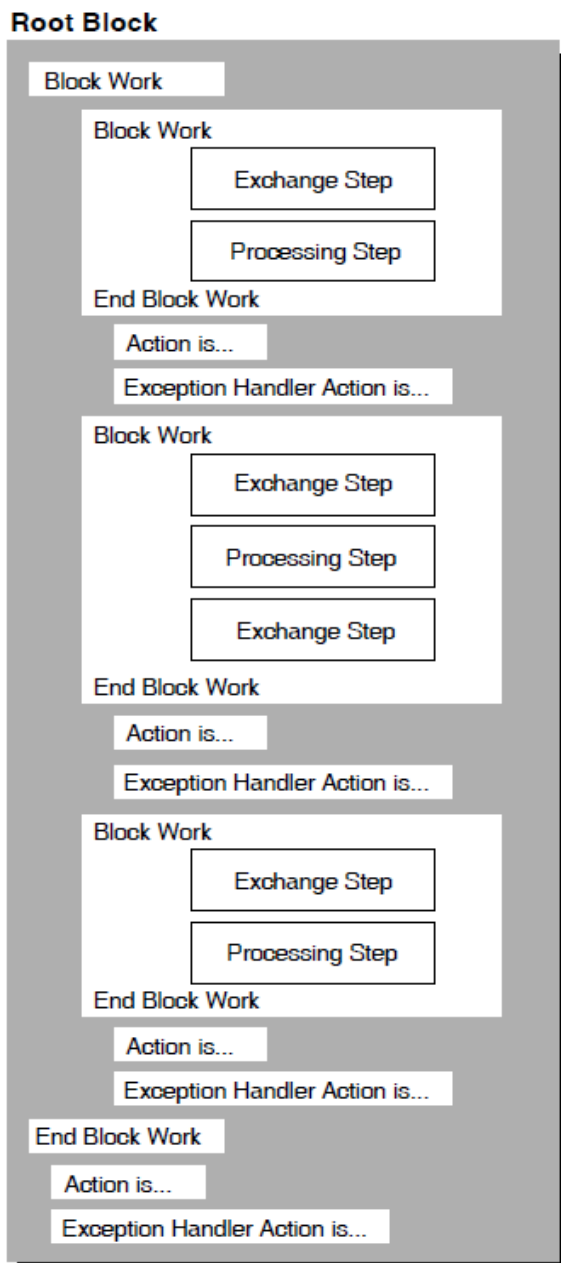 Root Block
Block Work
Block Work
Exchange Step
Processing Step
End Block Work
Action is...
Exception Handler Action is...
Block Work
Exchange Step
Processing Step
Exchange Step
End Block Work
Action is...
Exception Handler Action is...
Block Work
Exchange Step
Processing Step
End Block Work
Action is...
Exception Handler Action is...
End Block Work
Action is...
Exception Handler Action is...